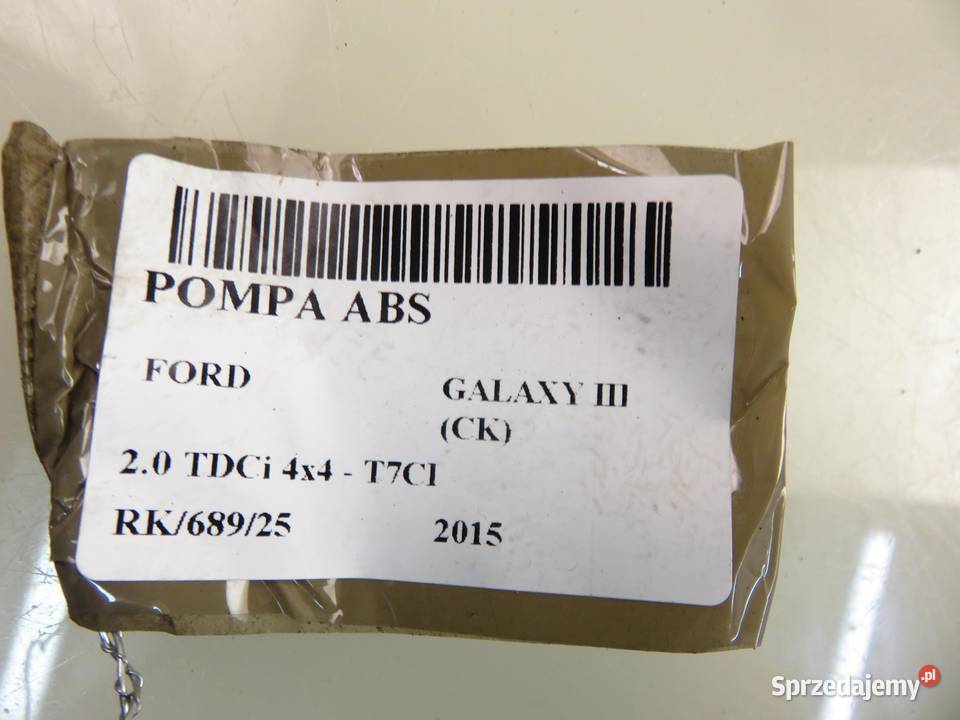 POMPA ABS
FORD
GALAXY III
(CK)
2.0 TDCi 4x4 - T7CI
RK/689/25
2015
Sprzedajemy.pl